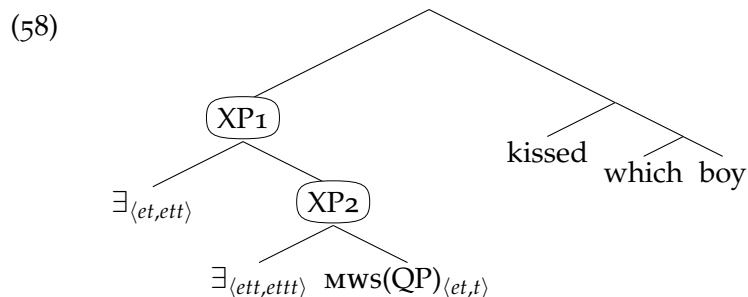 (58)
XP1
kissed
which boy
∃⟨et,ett⟩
XP2
∃⟨ett,ettt⟩ MWS(QP)⟨et,t⟩